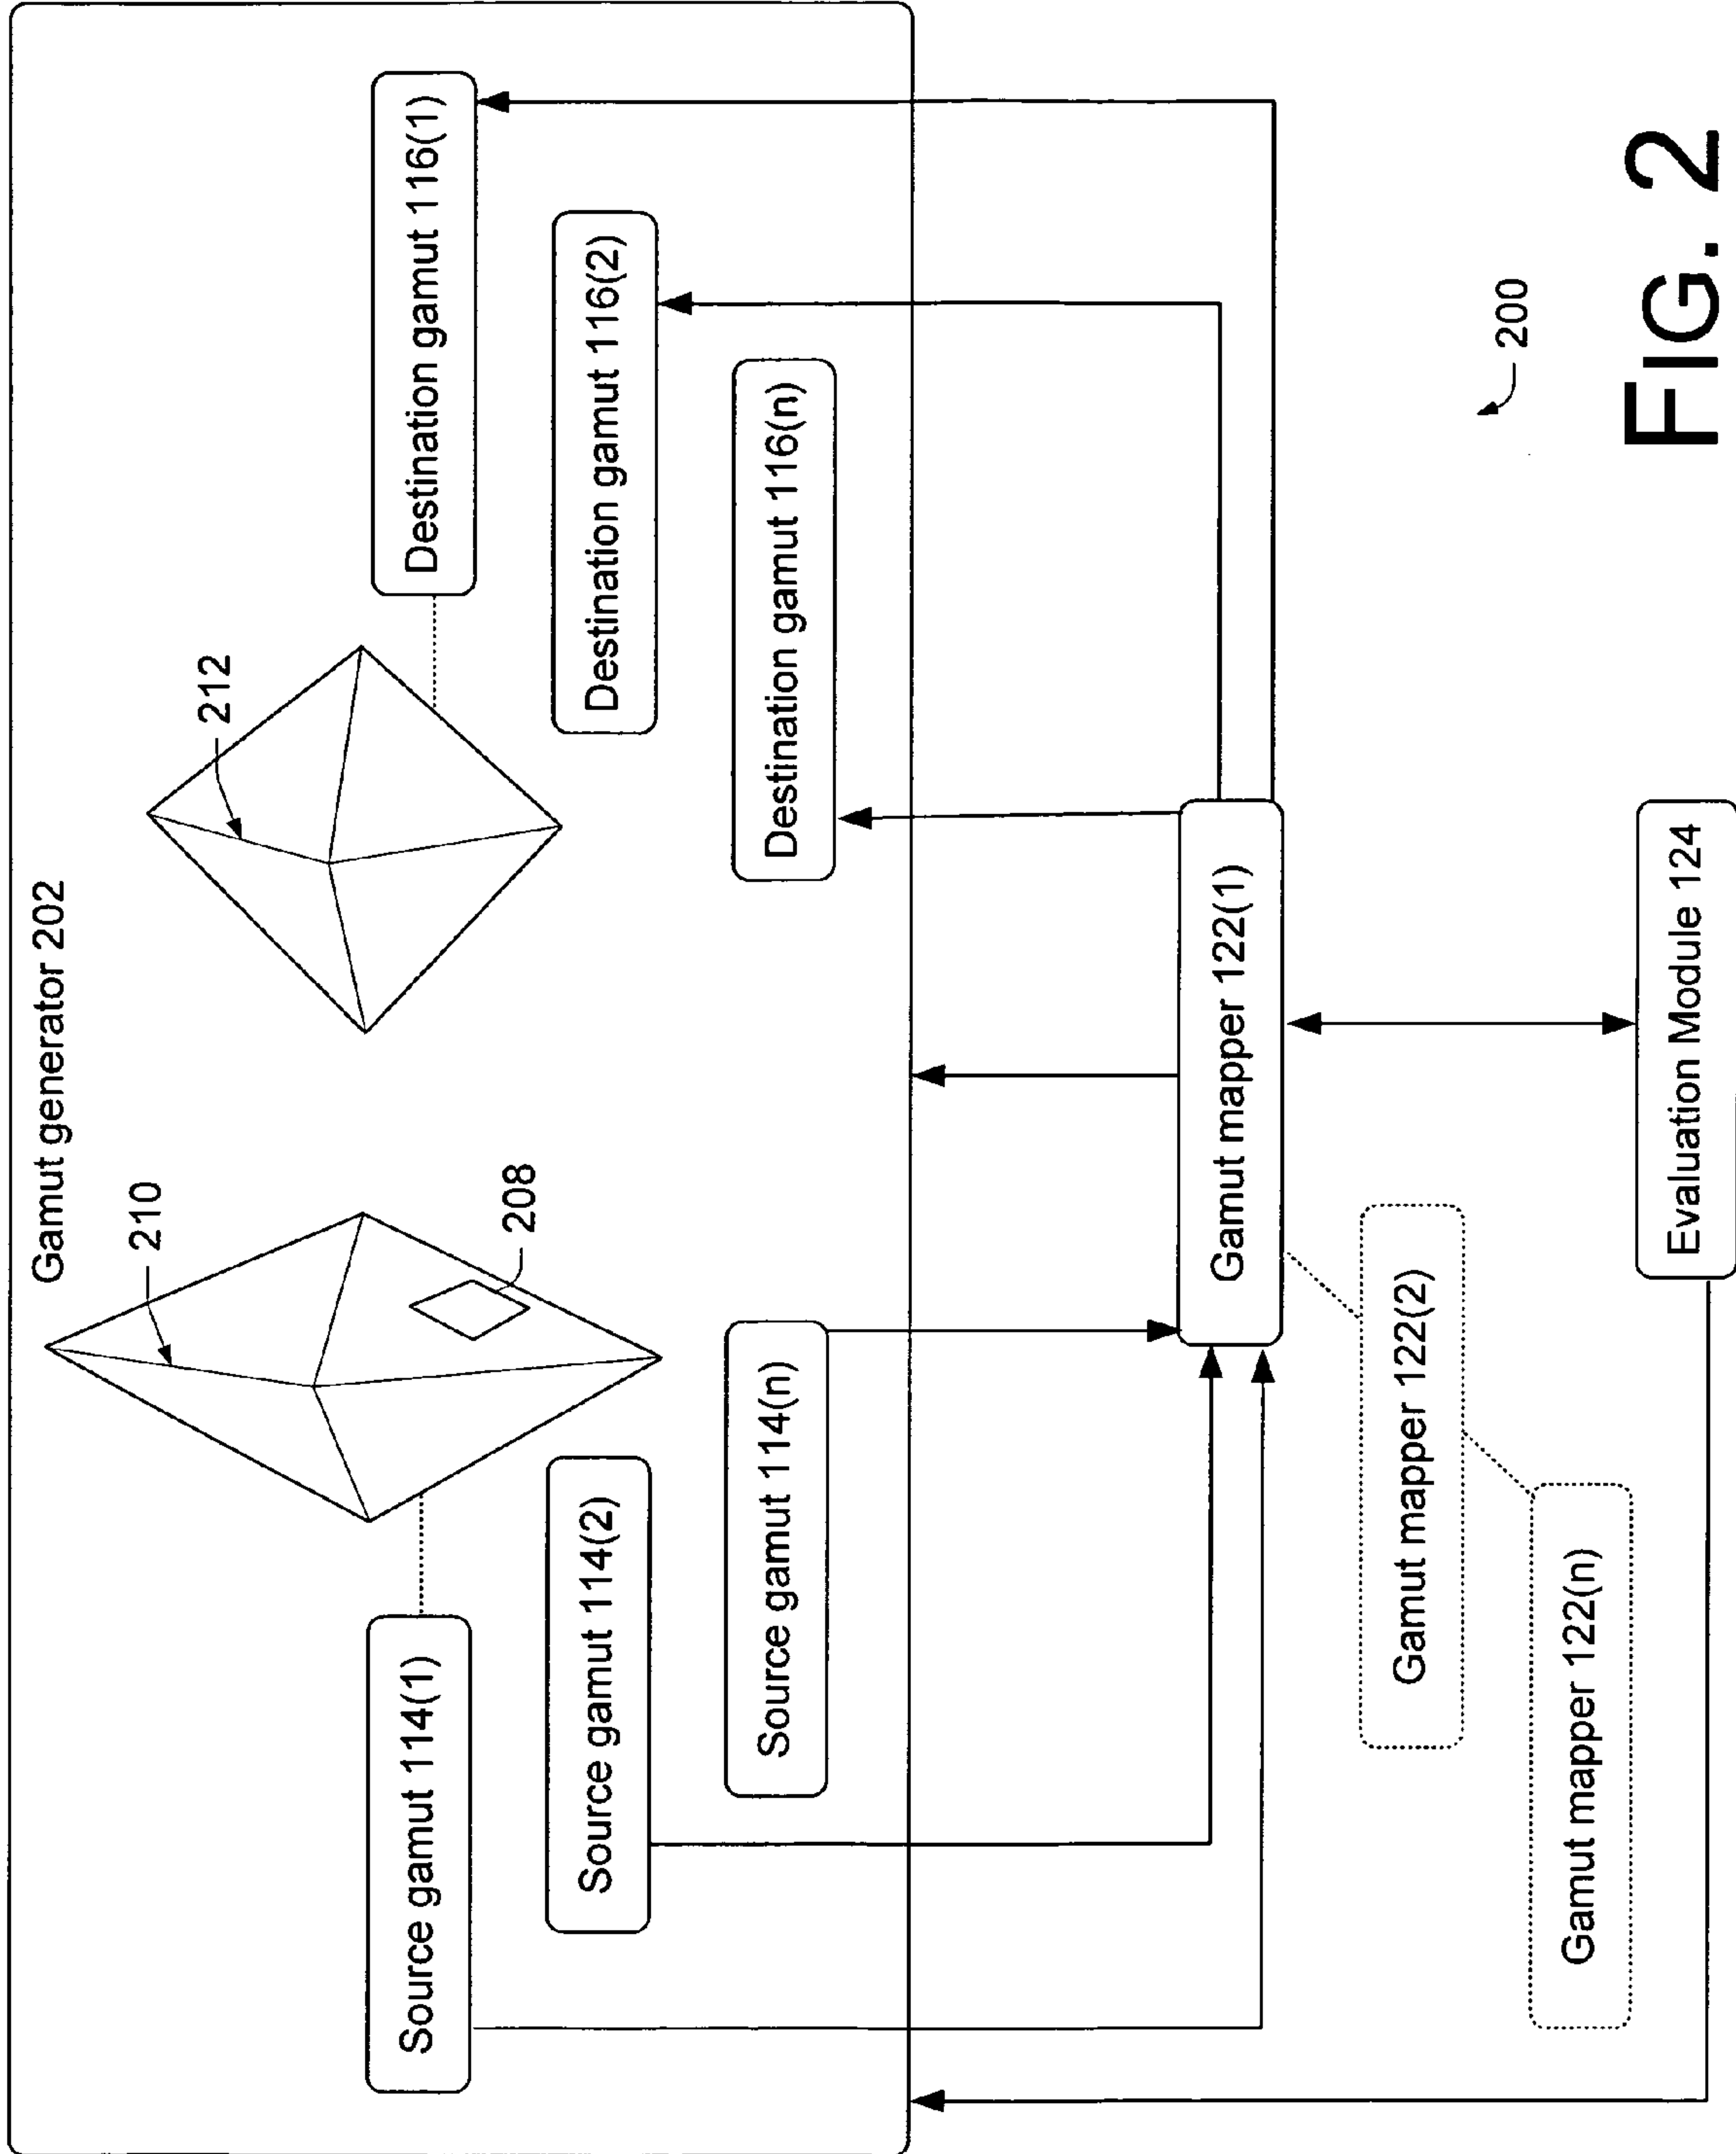 Gamut generator 202
210
212
208
Source gamut 114(1)
Destination gamut 116(1)
Source gamut 114(2)
Destination gamut 116(2)
Source gamut 114(n)
Destination gamut 116(n)
Gamut mapper 122(1)
Gamut mapper 122(2)
Gamut mapper 122(n)
Evaluation Module 124
200
FIG. 2